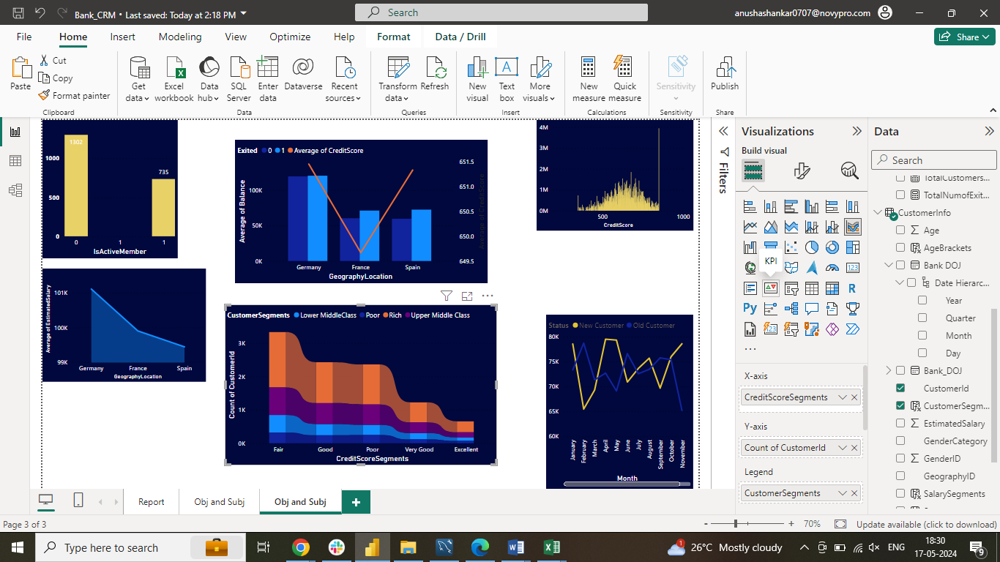 Bank_CRM • Last saved: Today at 2:18 PM
Search
anushashankar0707@novypro.com
File Home Insert Modeling View Optimize Help Format Data / Drill
Share
Paste
Cut
Copy
Format painter
Clipboard
Get data
Excel workbook
Data hub
SQL Server
Enter data
Dataverse
Recent sources
Data
Transform data
Refresh
Queries
New visual
Text box
More visuals
Insert
New measure
Quick measure
Calculations
Sensitivity
Sensitivity
Publish
Share
1000
500
0
1302
735
0 1 1
IsActiveMember
Exited 0 1 Average of CreditScore
Average of Balance
100K
50K
0K
651.5
651.0
650.5
650.0
649.5
Average of CreditScore
Germany France Spain
GeographyLocation
4M
3M
2M
1M
0M
500 1000
CreditScore
Average of EstimatedSalary
101K
100K
99K
Germany France Spain
GeographyLocation
CustomerSegments Lower MiddleClass Poor Rich Upper Middle Class
Count of CustomerId
3K
2K
1K
0K
Fair Good Poor Very Good Excellent
CreditScoreSegments
Status New Customer Old Customer
80K
75K
70K
65K
60K
January
February
March
April
May
June
July
August
September
October
November
Month
Filters
Visualizations
Build visual
KPI
123
R
Py
123
...
X-axis
CreditScoreSegments
Y-axis
Count of CustomerId
Legend
CustomerSegments
Data
Search
TotalCustomers...
TotalNumofExit...
CustomerInfo
Age
AgeBrackets
Bank DOJ
Date Hierarc...
Year
Quarter
Month
Day
Bank_DOJ
CustomerId
CustomerSegm...
EstimatedSalary
GenderCategory
GenderID
GeographyID
SalarySegments
Report
Obj and Subj
Obj and Subj
+
Page 3 of 3
- + 70%
Update available (click to download)
Type here to search
26°C Mostly cloudy
ENG
18:30
17-05-2024
9